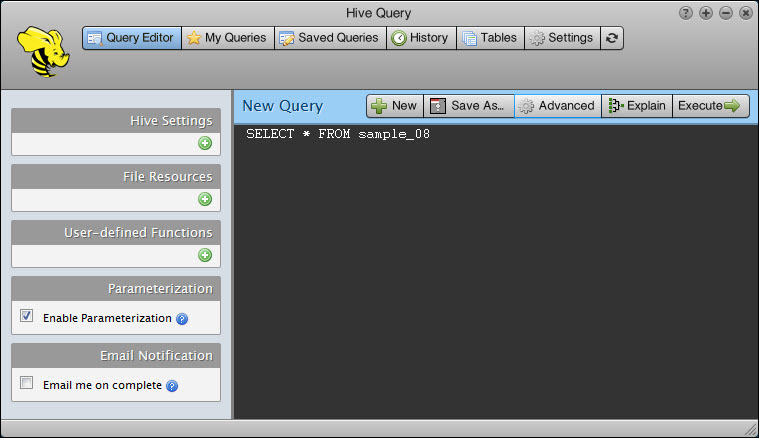 Hive Query
Query Editor My Queries Saved Queries History Tables Settings
New Query New Save As... Advanced Explain Execute
SELECT * FROM sample_08
Hive Settings
File Resources
User-defined Functions
Parameterization
Enable Parameterization ?
Email Notification
Email me on complete ?